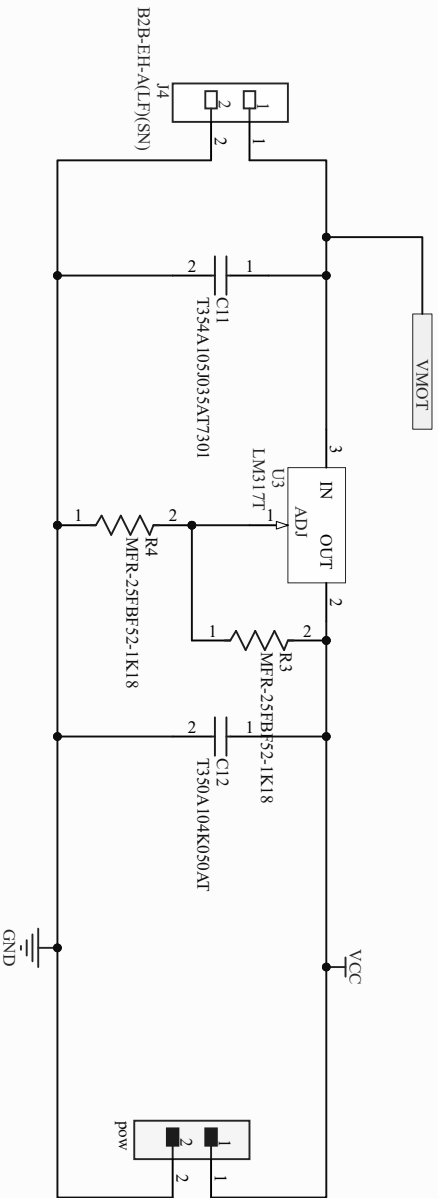 J4
B2B-EH-A(LF)(SN)
1
2
1
2
VMOT
1
2
C11
T354A105J035AT7301
3
IN
OUT
ADJ
2
1
U3
LM317T
1
2
R4
MFR-25FBF52-1K18
1
2
R3
MFR-25FBF52-1K18
1
2
C12
T350A104K050AT
VCC
GND
pow
1
2
1
2